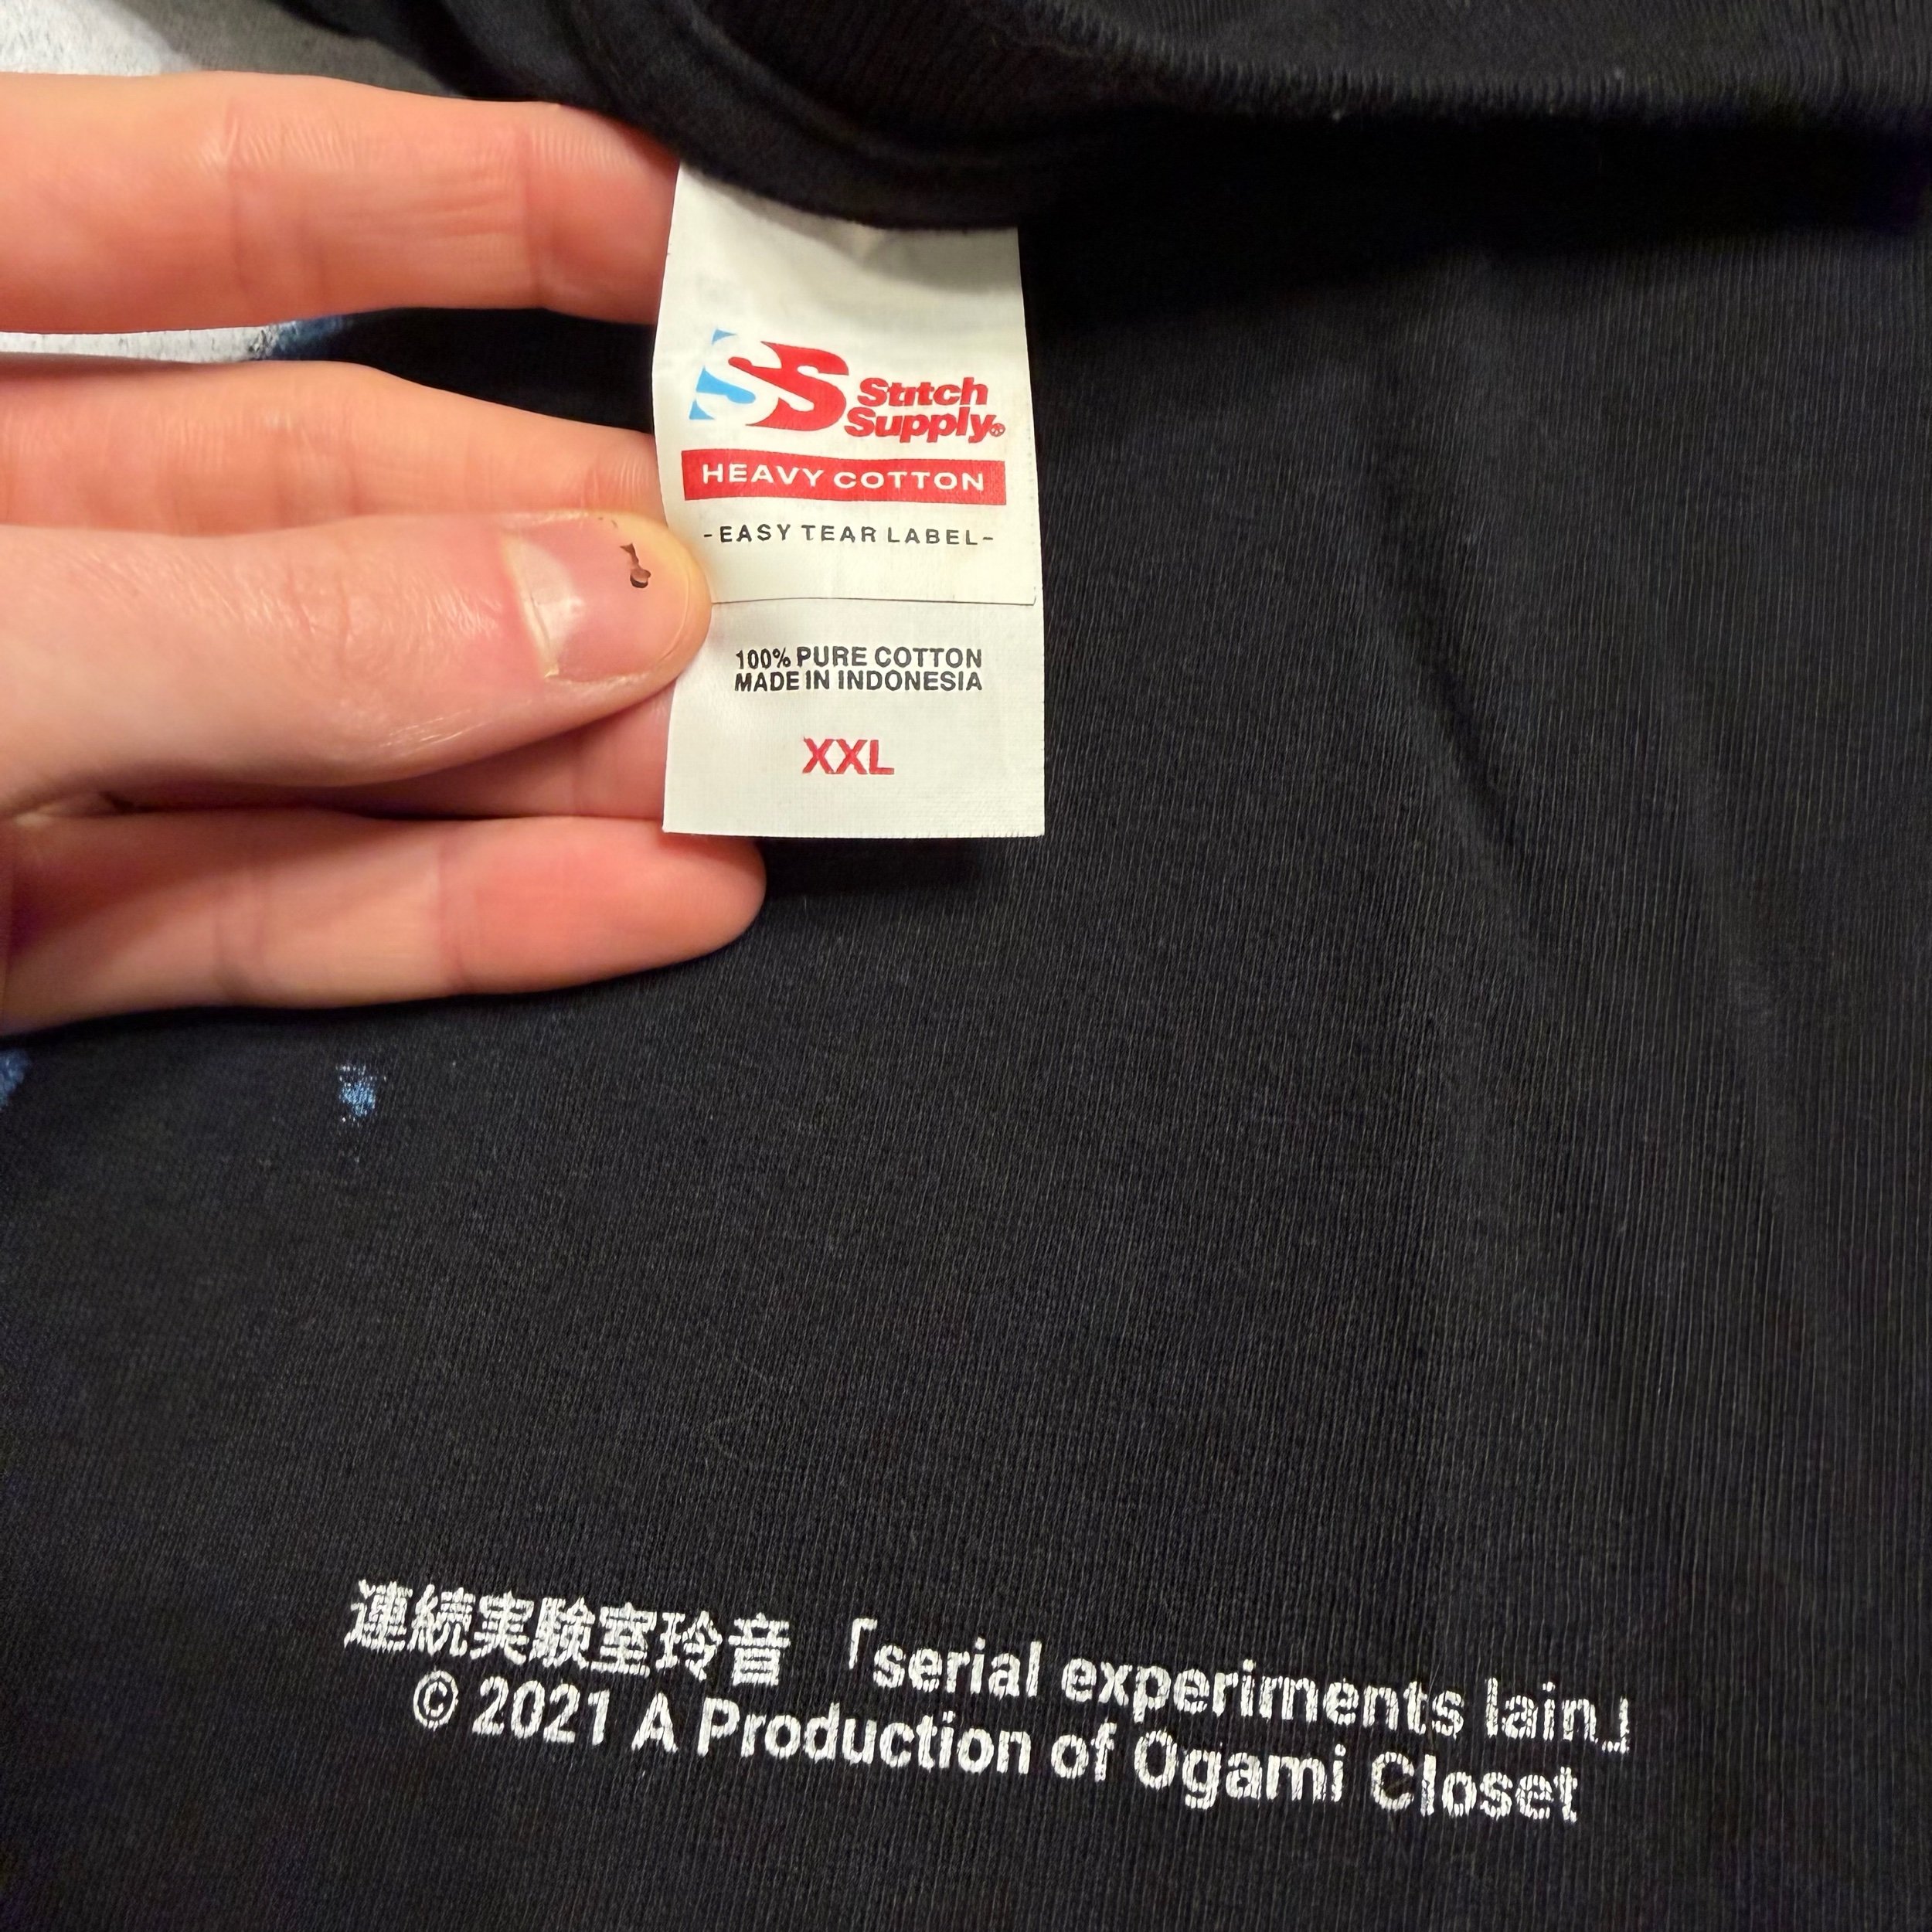 SS Stitch
Supply®
HEAVY COTTON
-EASY TEAR LABEL-
100% PURE COTTON
MADE IN INDONESIA
XXL
連続実験室玲音 「serial experiments lain」
© 2021 A Production of Ogami Closet